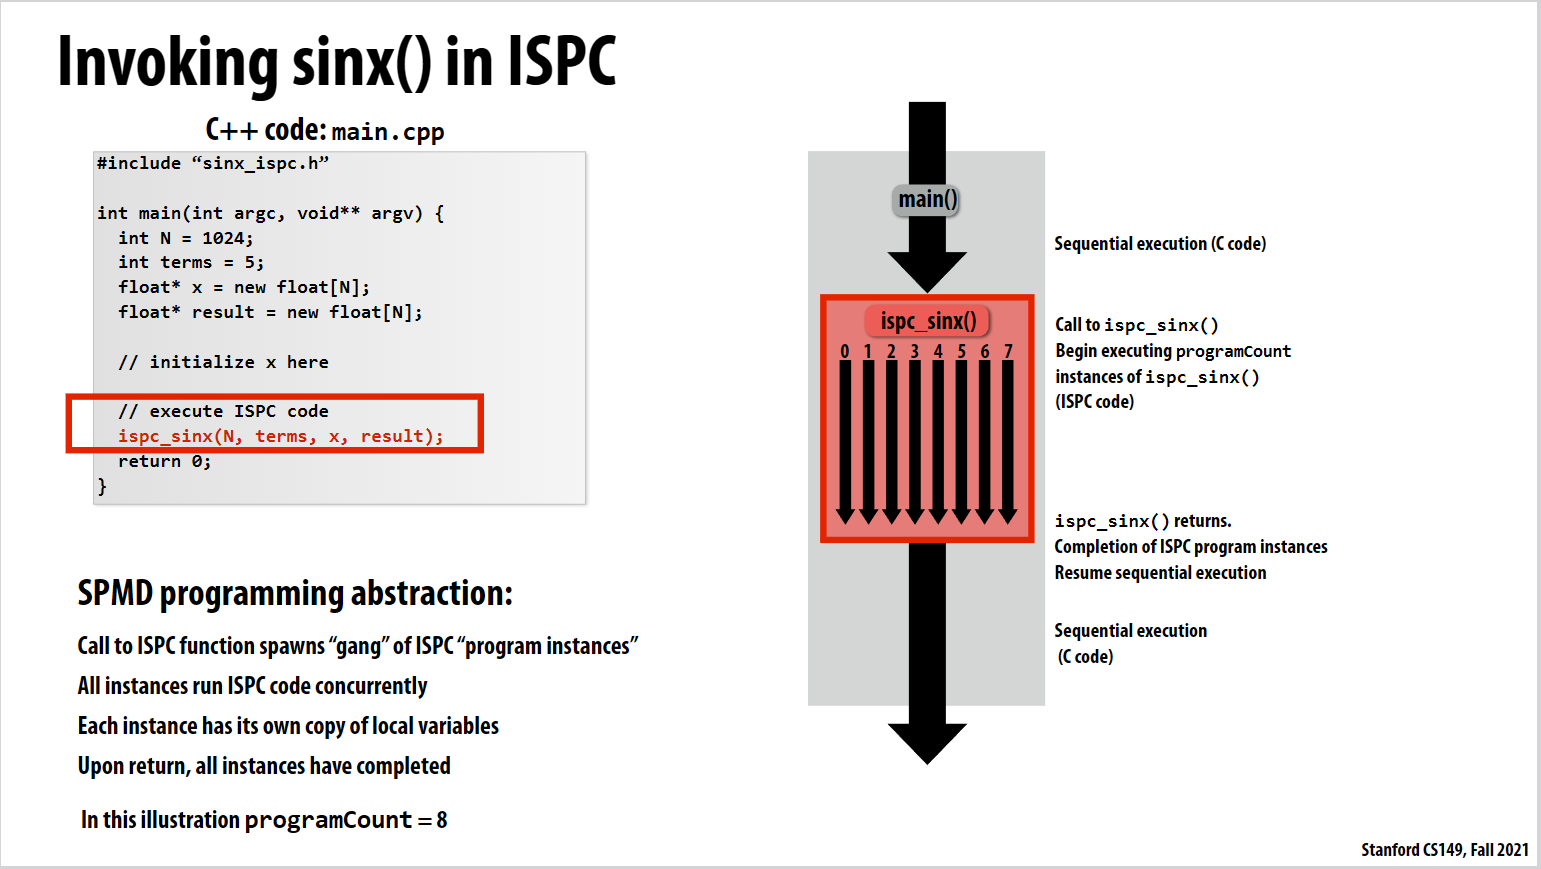 Invoking sinx() in ISPC
C++ code: main.cpp
#include “sinx_ispc.h”
int main(int argc, void** argv) {
int N = 1024;
int terms = 5;
float* x = new float[N];
float* result = new float[N];
// initialize x here
// execute ISPC code
ispc_sinx(N, terms, x, result);
return 0;
}
SPMD programming abstraction:
Call to ISPC function spawns “gang” of ISPC “program instances”
All instances run ISPC code concurrently
Each instance has its own copy of local variables
Upon return, all instances have completed
In this illustration programCount = 8
main()
Sequential execution (C code)
ispc_sinx()
0 1 2 3 4 5 6 7
Call to ispc_sinx()
Begin executing programCount
instances of ispc_sinx()
(ISPC code)
ispc_sinx() returns.
Completion of ISPC program instances
Resume sequential execution
Sequential execution
(C code)
Stanford CS149, Fall 2021